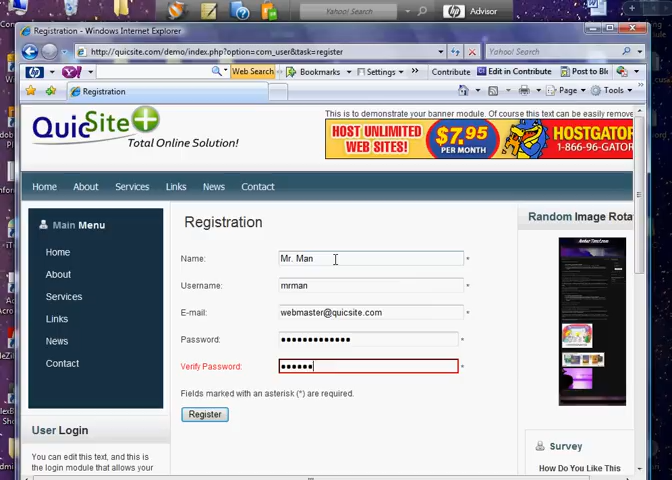 Yahoo! Search
Advisor
Registration - Windows Internet Explorer
http://quicsite.com/demo/index.php?option=com_user&task=register
Yahoo! Search
Web Search
Bookmarks
Settings
Contribute
Edit in Contribute
Post to Blo
Registration
Page
Tools
QuicSite
Total Online Solution!
This is to demonstrate your banner module. Of course this text can be easily remove
HOST UNLIMITED WEB SITES!
$7.95
PER MONTH
HOSTGATOR
1-866-96-GATOR
Home
About
Services
Links
News
Contact
Main Menu
Home
About
Services
Links
News
Contact
User Login
You can edit this text, and this is
the login module that allows your
Registration
Name:
Mr. Man
*
Username:
mrman
*
E-mail:
webmaster@quicsite.com
*
Password:
*
Verify Password:
*
Fields marked with an asterisk (*) are required.
Register
Random Image Rota
Survey
How Do You Like This